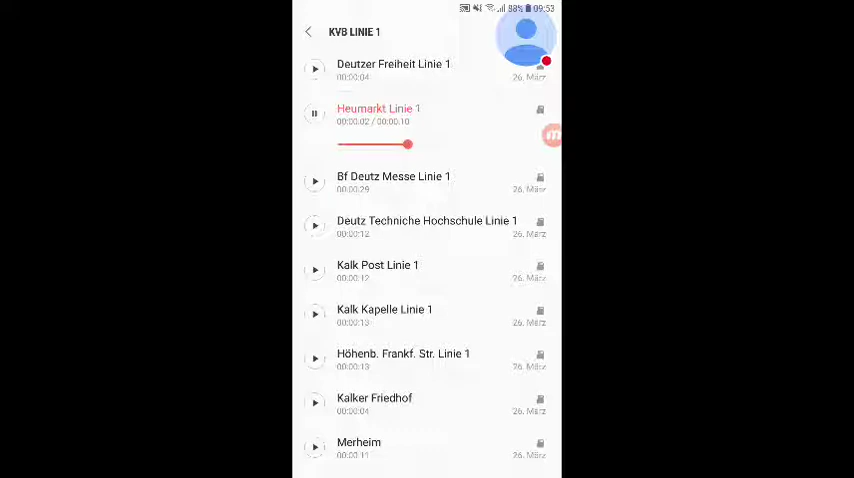 88% 09:53
KVB LINIE 1
Deutzer Freiheit Linie 1
00:00:04
26. März
Heumarkt Linie 1
00:00:02 / 00:00:10
Bf Deutz Messe Linie 1
00:00:29
26. März
Deutz Techniche Hochschule Linie 1
00:00:12
26. März
Kalk Post Linie 1
00:00:12
26. März
Kalk Kapelle Linie 1
00:00:13
26. März
Höhenb. Frankf. Str. Linie 1
00:00:13
26. März
Kalker Friedhof
00:00:04
26. März
Merheim
00:00:11
26. März